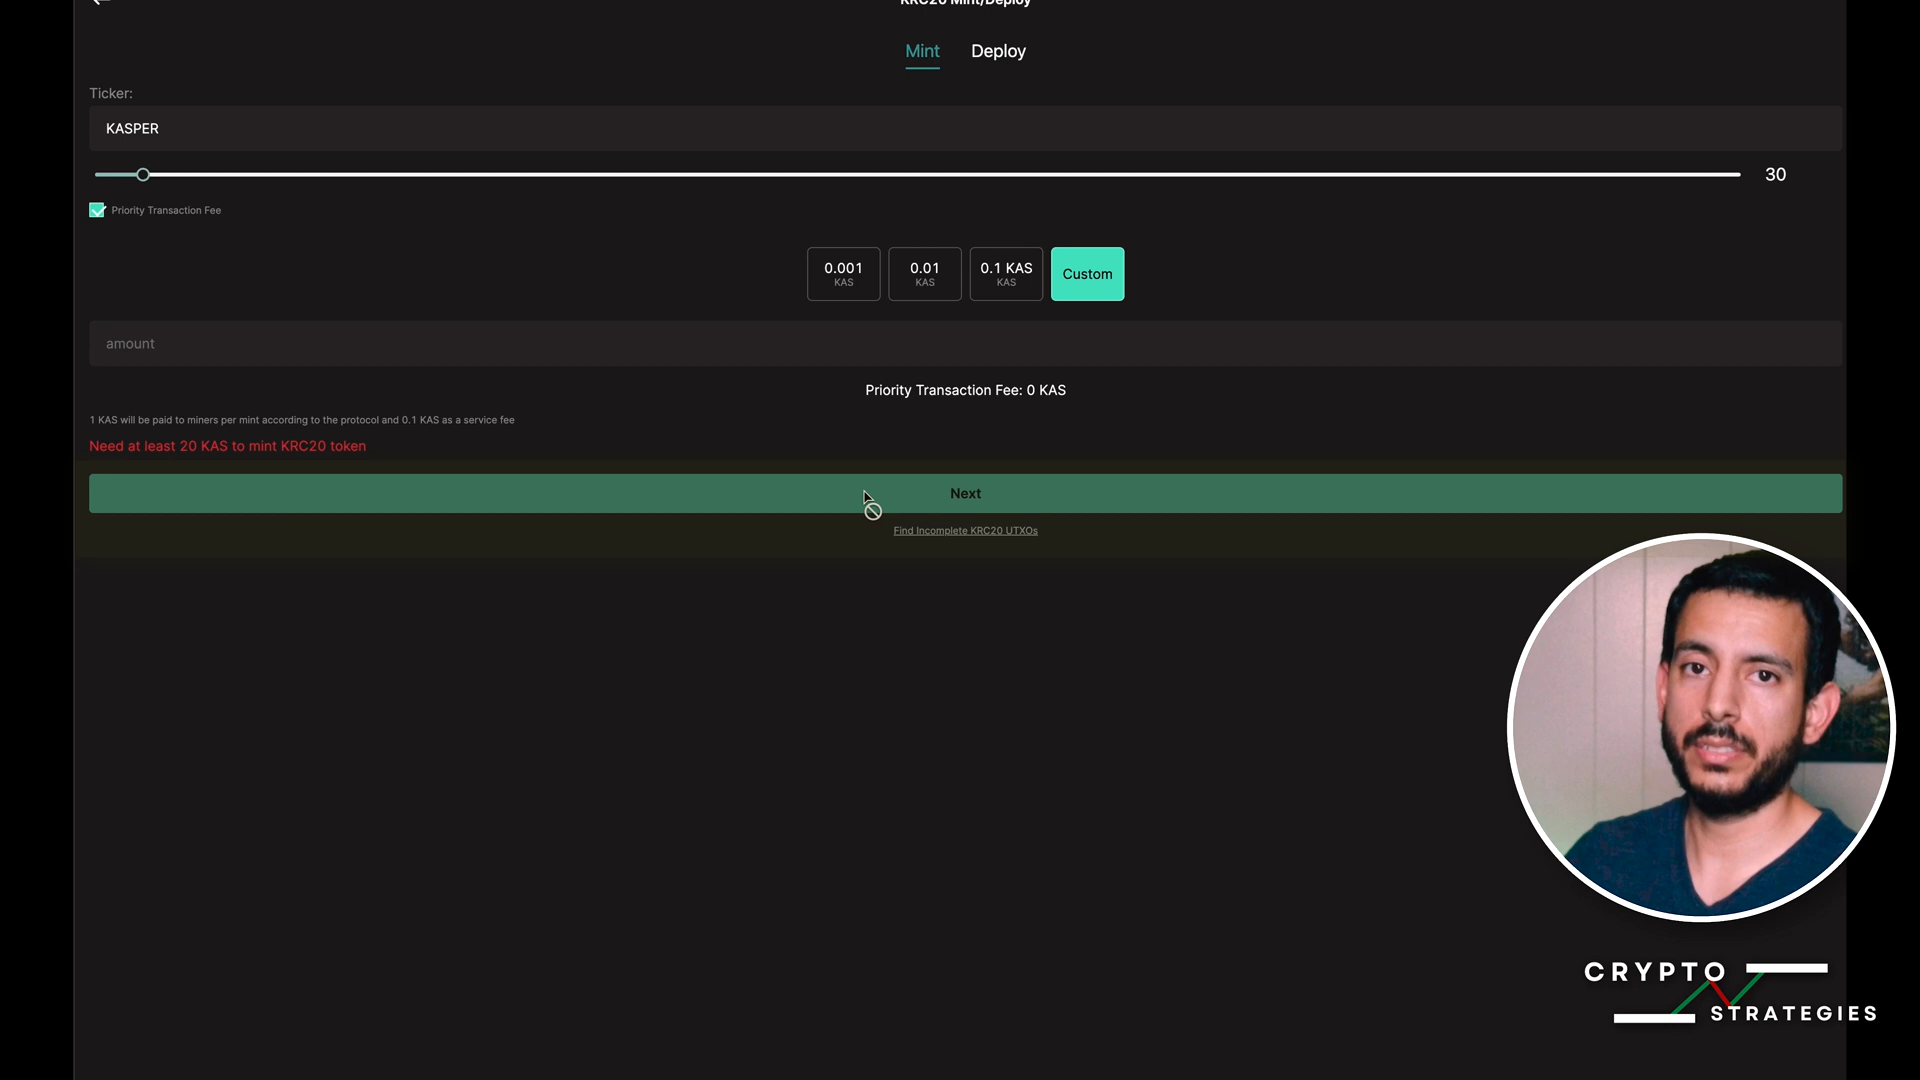 KRC20 Mint/Deploy
Mint Deploy
Ticker:
KASPER
30
Priority Transaction Fee
0.001 0.01 0.1 KAS Custom
KAS KAS KAS
amount
Priority Transaction Fee: 0 KAS
1 KAS will be paid to miners per mint according to the protocol and 0.1 KAS as a service fee
Need at least 20 KAS to mint KRC20 token
Next
Find Incomplete KRC20 UTXOs
CRYPTO
STRATEGIES